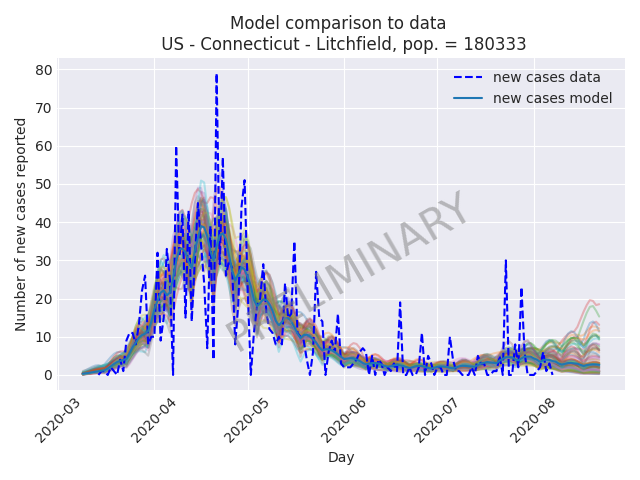 Model comparison to data
US - Connecticut - Litchfield, pop. = 180333
new cases data
new cases model
PRELIMINARY
Number of new cases reported
80
70
60
50
40
30
20
10
0
2020-03
2020-04
2020-05
2020-06
2020-07
2020-08
Day